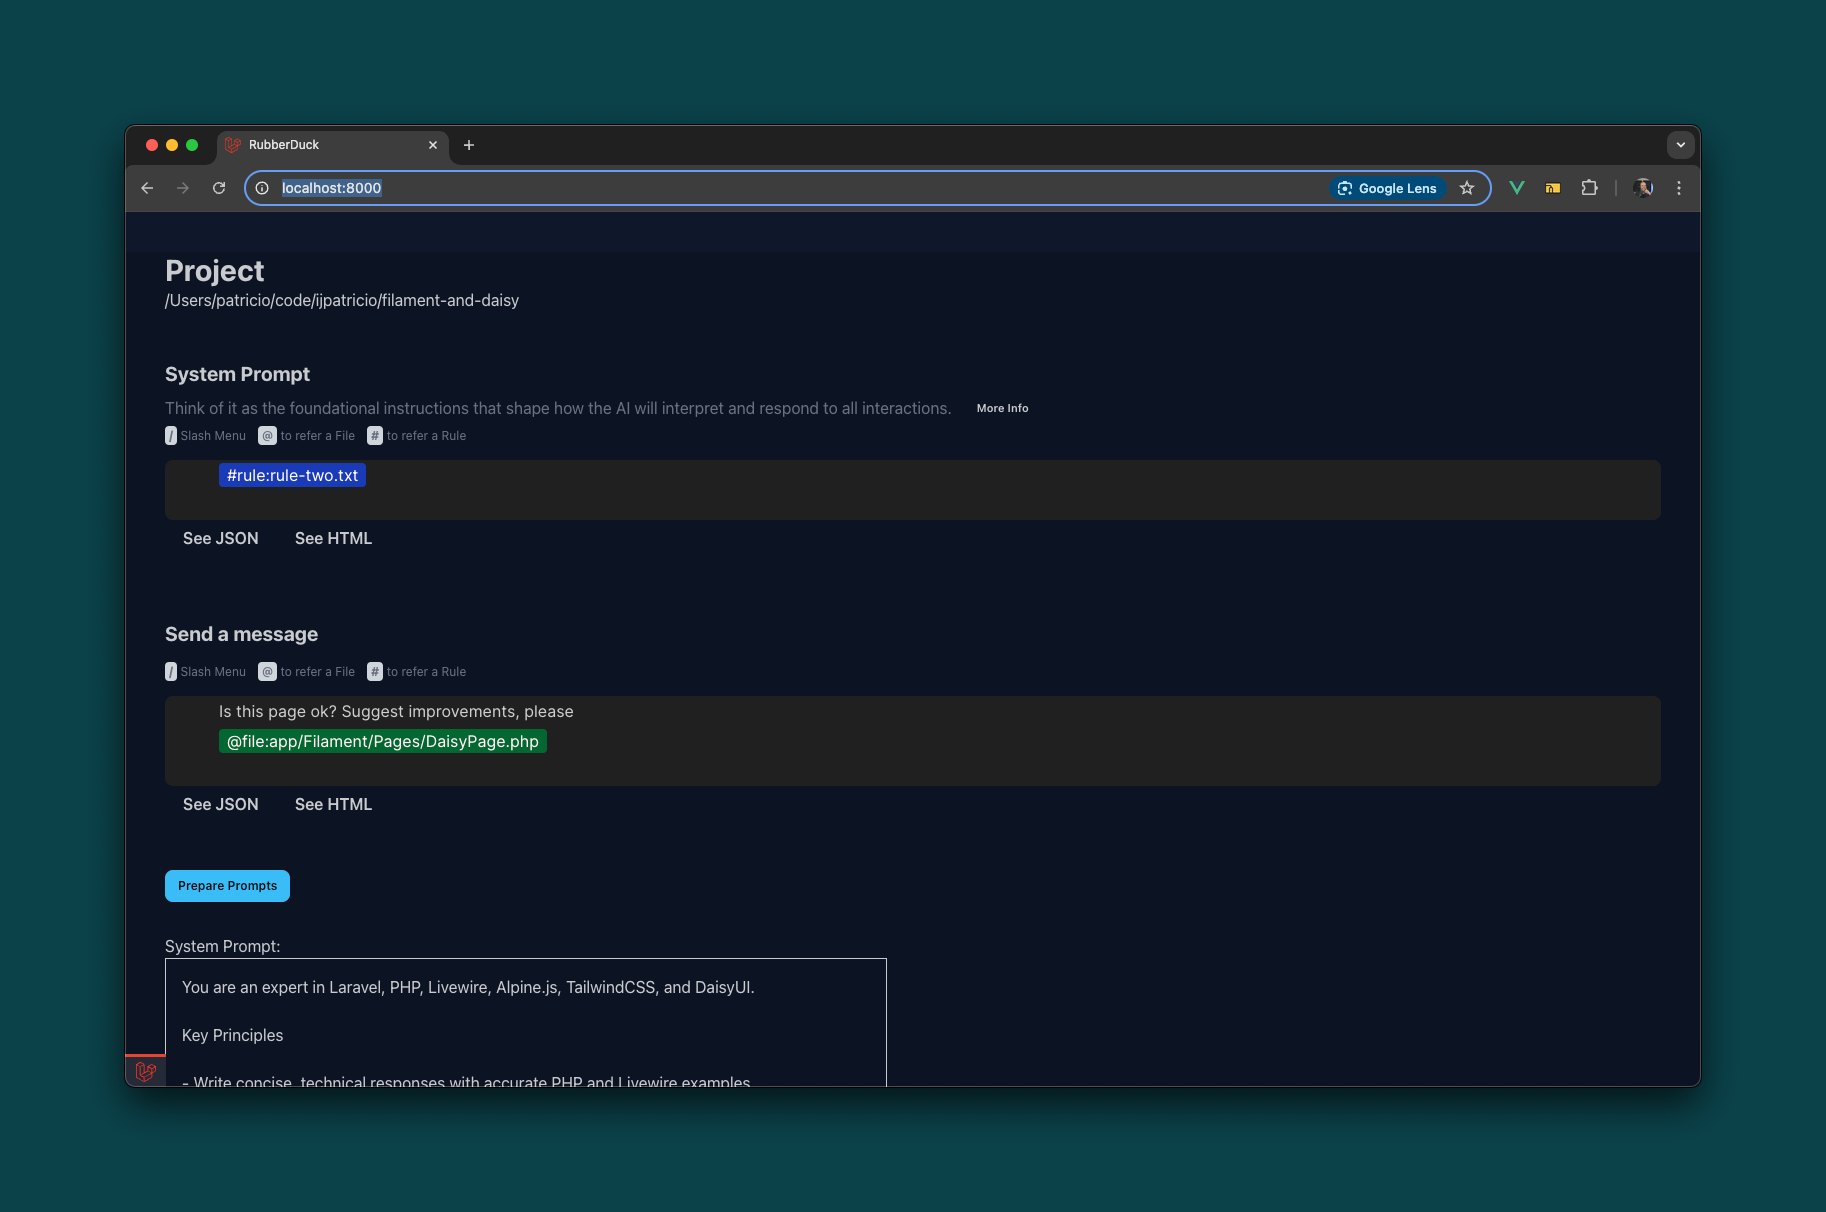 RubberDuck
localhost:8000
Google Lens
Project
/Users/patricio/code/ijpatricio/filament-and-daisy
System Prompt
Think of it as the foundational instructions that shape how the AI will interpret and respond to all interactions. More Info
/ Slash Menu @ to refer a File # to refer a Rule
#rule:rule-two.txt
See JSON See HTML
Send a message
/ Slash Menu @ to refer a File # to refer a Rule
Is this page ok? Suggest improvements, please
@file:app/Filament/Pages/DaisyPage.php
See JSON See HTML
Prepare Prompts
System Prompt:
You are an expert in Laravel, PHP, Livewire, Alpine.js, TailwindCSS, and DaisyUI.
Key Principles
- Write concise, technical responses with accurate PHP and Livewire examples